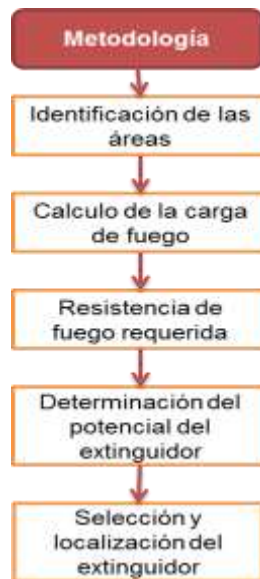 Metodología
Identificación de las
áreas
Calculo de la carga
de fuego
Resistencia de
fuego requerida
Determinación del
potencial del
extinguidor
Selección y
localización del
extinguidor